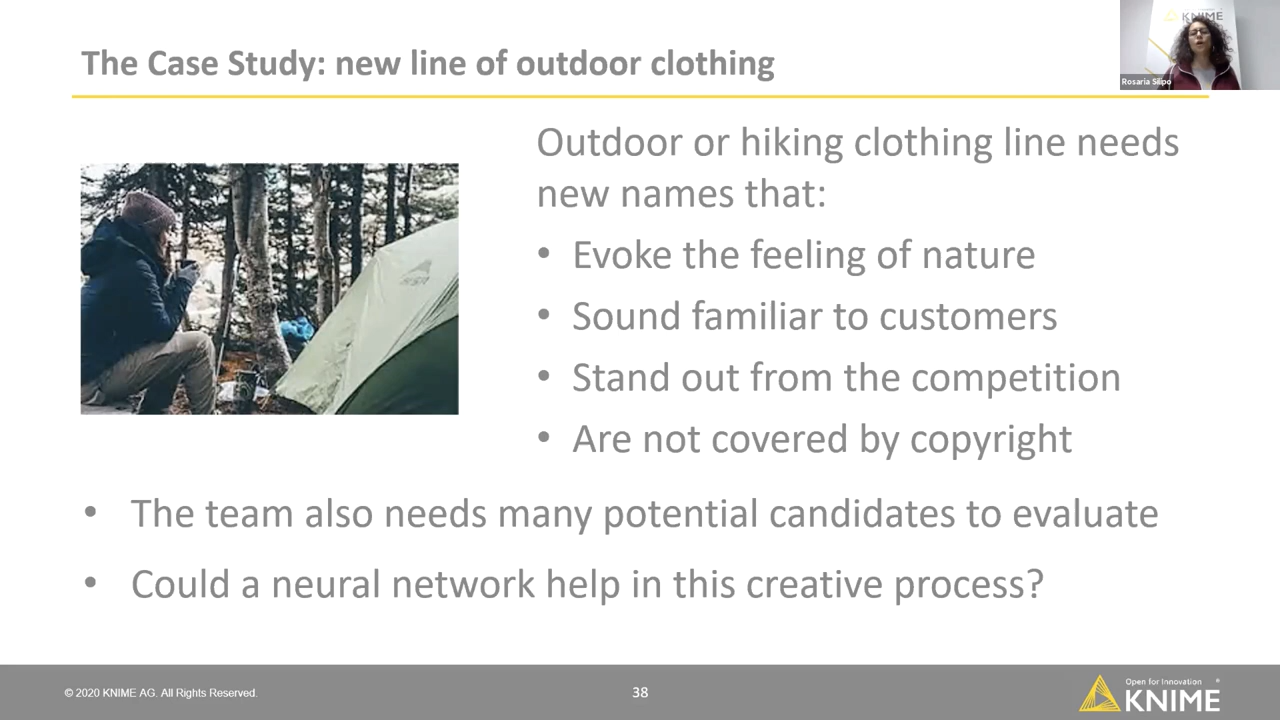 The Case Study: new line of outdoor clothing
KNIME
Rosaria Silipo
Outdoor or hiking clothing line needs
new names that:
• Evoke the feeling of nature
• Sound familiar to customers
• Stand out from the competition
• Are not covered by copyright
• The team also needs many potential candidates to evaluate
• Could a neural network help in this creative process?
© 2020 KNIME AG. All Rights Reserved.
38
Open for Innovation ®
KNIME